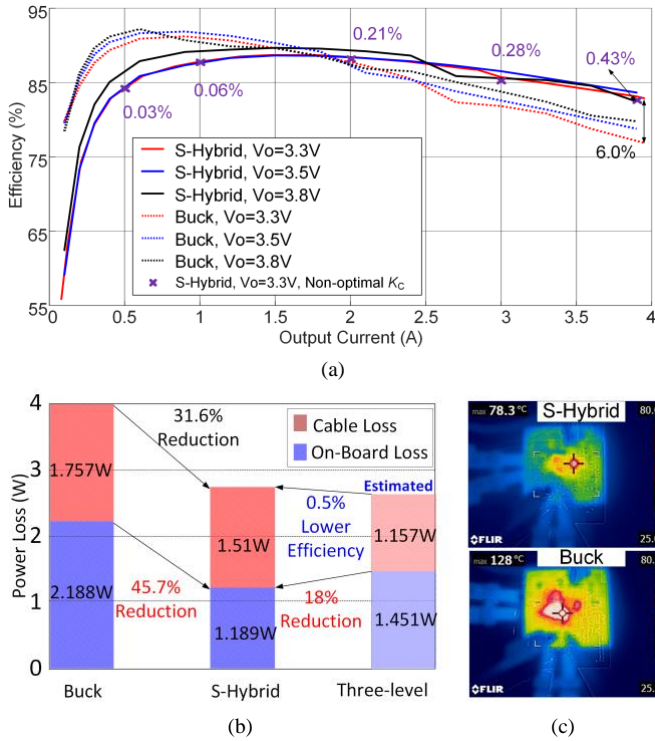 (a)
95
85
75
65
55
Efficiency (%)
0.03%
0.06%
0.21%
0.28%
0.43%
6.0%
S-Hybrid, Vo=3.3V
S-Hybrid, Vo=3.5V
S-Hybrid, Vo=3.8V
Buck, Vo=3.3V
Buck, Vo=3.5V
Buck, Vo=3.8V
S-Hybrid, Vo=3.3V, Non-optimal KC
0 0.5 1 1.5 2 2.5 3 3.5 4
Output Current (A)
(a)
4
3
2
1
0
Power Loss (W)
31.6%
Reduction
Cable Loss
On-Board Loss
1.757W
2.188W
45.7%
Reduction
1.51W
1.189W
Estimated
0.5%
Lower
Efficiency
18%
Reduction
1.157W
1.451W
Buck S-Hybrid Three-level
(b)
max 78.3 °C
S-Hybrid
80.
FLIR
25.
max 128 °C
Buck
80.
FLIR
25.
(c)